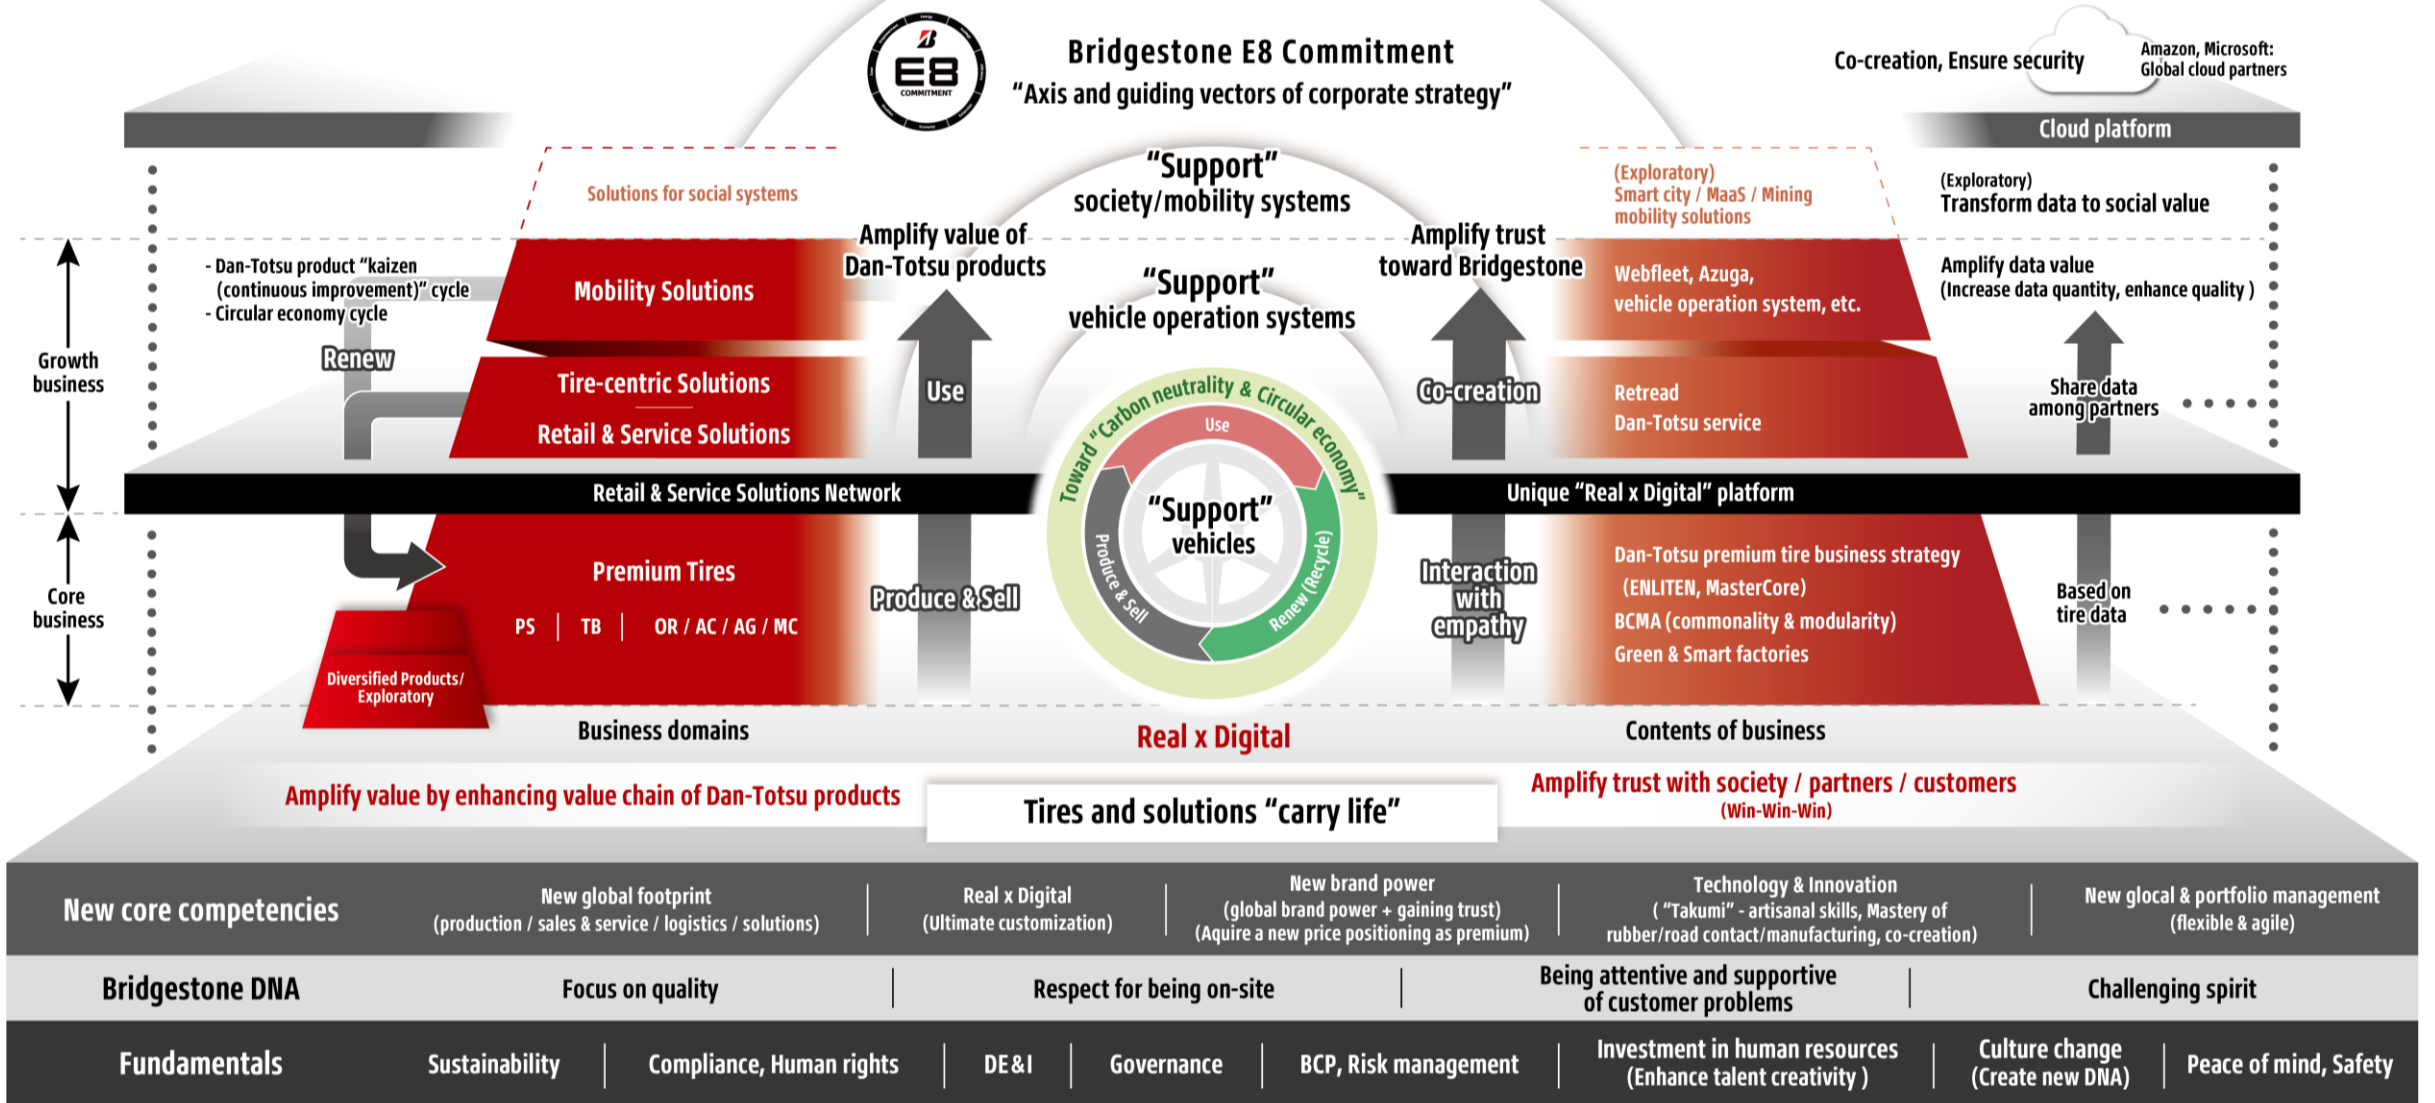 E8
COMMITMENT
Bridgestone E8 Commitment
“Axis and guiding vectors of corporate strategy”
Co-creation, Ensure security
Amazon, Microsoft:
Global cloud partners
Cloud platform
“Support”
society/mobility systems
Solutions for social systems
(Exploratory)
Smart city / MaaS / Mining
mobility solutions
(Exploratory)
Transform data to social value
Growth
business
- Dan-Totsu product “kaizen
(continuous improvement)” cycle
- Circular economy cycle
Renew
Mobility Solutions
Tire-centric Solutions
Retail & Service Solutions
Amplify value of
Dan-Totsu products
Use
“Support”
vehicle operation systems
Amplify trust
toward Bridgestone
Co-creation
Webfleet, Azuga,
vehicle operation system, etc.
Retread
Dan-Totsu service
Amplify data value
(Increase data quantity, enhance quality )
Share data
among partners
Retail & Service Solutions Network
Unique “Real x Digital” platform
Toward “Carbon neutrality & Circular economy”
Use
Produce & Sell
Renew (Recycle)
“Support”
vehicles
Core
business
Premium Tires
PS | TB | OR / AC / AG / MC
Diversified Products/
Exploratory
Produce & Sell
Interaction
with
empathy
Dan-Totsu premium tire business strategy
(ENLITEN, MasterCore)
BCMA (commonality & modularity)
Green & Smart factories
Based on
tire data
Business domains
Real x Digital
Contents of business
Amplify value by enhancing value chain of Dan-Totsu products
Tires and solutions “carry life”
Amplify trust with society / partners / customers
(Win-Win-Win)
New core competencies
New global footprint
(production / sales & service / logistics / solutions)
Real x Digital
(Ultimate customization)
New brand power
(global brand power + gaining trust)
(Aquire a new price positioning as premium)
Technology & Innovation
( “Takumi” - artisanal skills, Mastery of
rubber/road contact/manufacturing, co-creation)
New glocal & portfolio management
(flexible & agile)
Bridgestone DNA
Focus on quality
Respect for being on-site
Being attentive and supportive
of customer problems
Challenging spirit
Fundamentals
Sustainability
Compliance, Human rights
DE&I
Governance
BCP, Risk management
Investment in human resources
(Enhance talent creativity )
Culture change
(Create new DNA)
Peace of mind, Safety